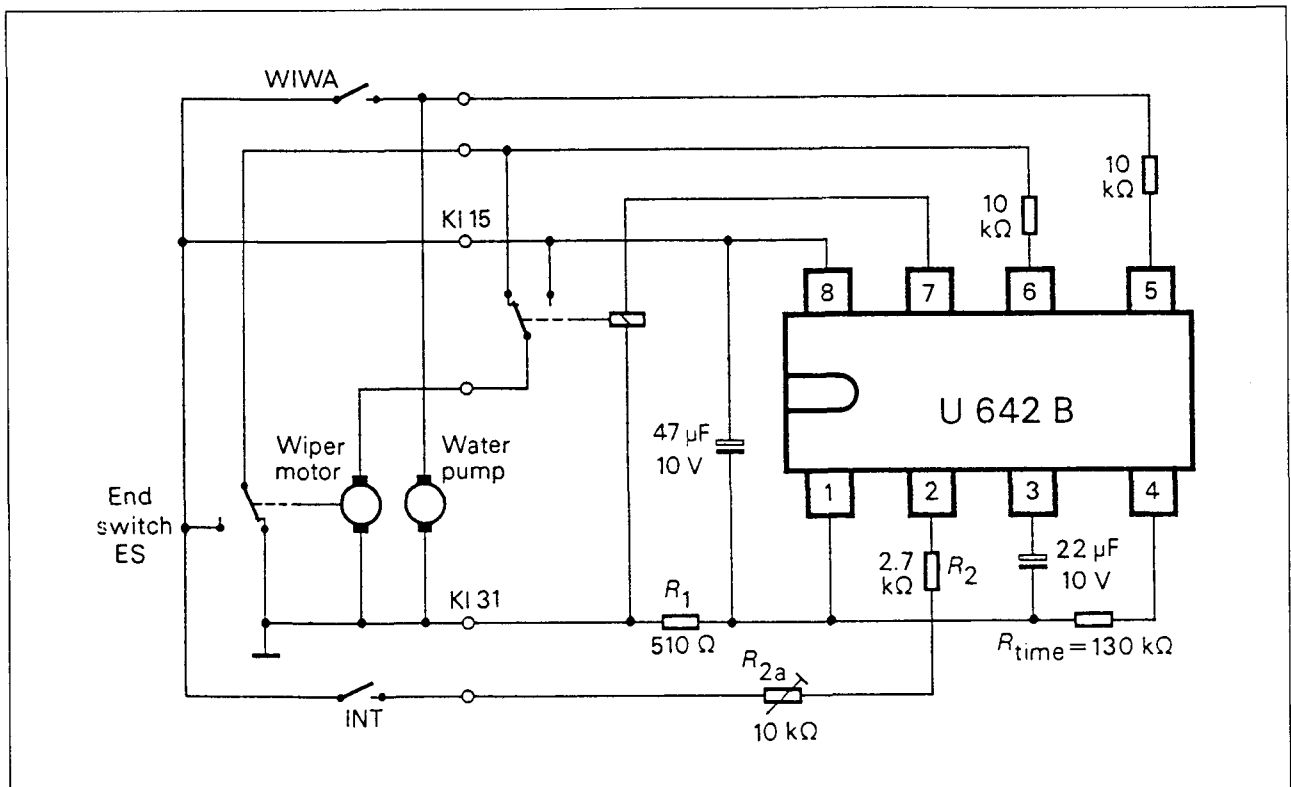 WIWA
10
kΩ
10
kΩ
KI 15
8
7
6
5
U 642 B
47 µF
10 V
Wiper
motor
Water
pump
End
switch
ES
1
2
3
4
2.7
kΩ
R2
22 µF
10 V
KI 31
R1
510 Ω
Rtime = 130 kΩ
R2a
10 kΩ
INT